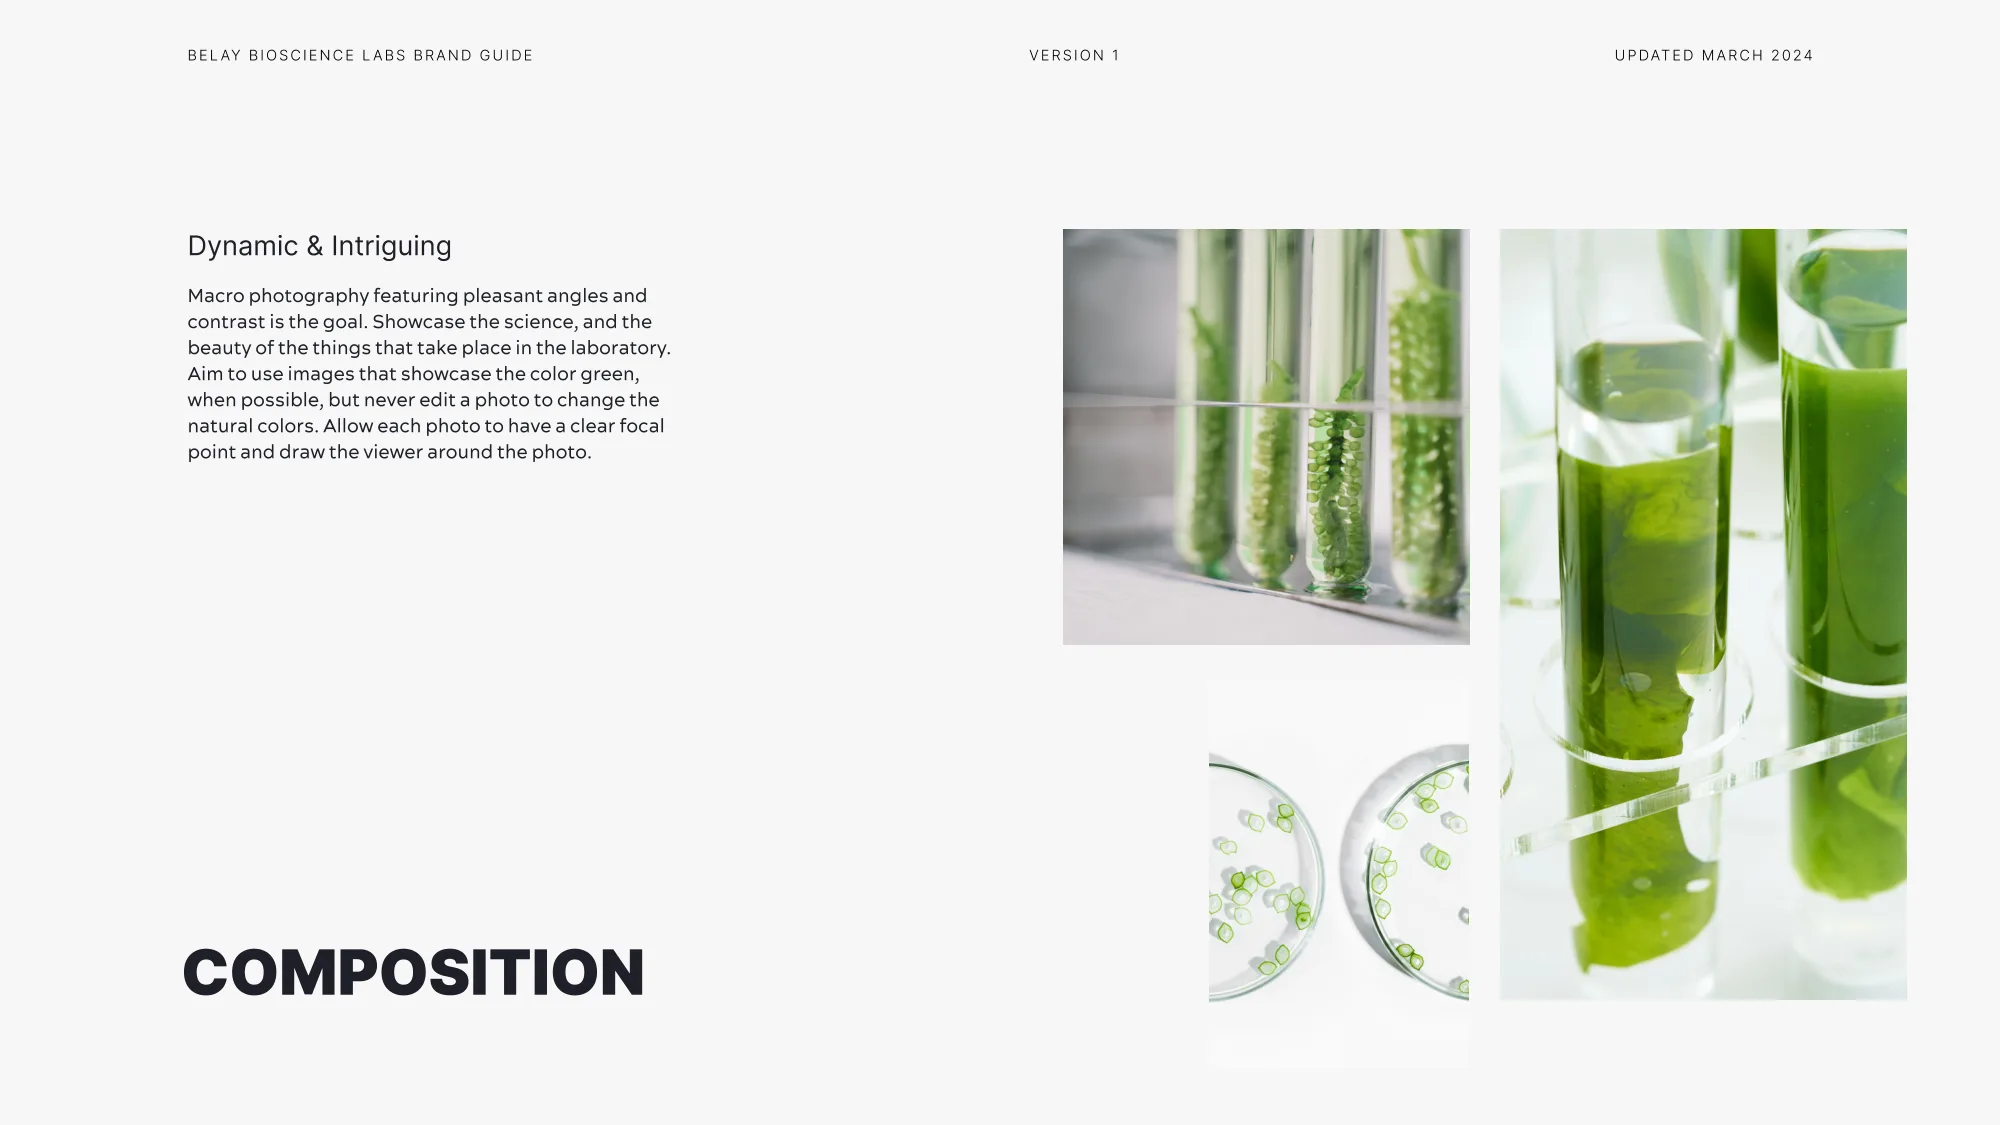 BELAY BIOSCIENCE LABS BRAND GUIDE
VERSION 1
UPDATED MARCH 2024
Dynamic & Intriguing
Macro photography featuring pleasant angles and
contrast is the goal. Showcase the science, and the
beauty of the things that take place in the laboratory.
Aim to use images that showcase the color green,
when possible, but never edit a photo to change the
natural colors. Allow each photo to have a clear focal
point and draw the viewer around the photo.
COMPOSITION